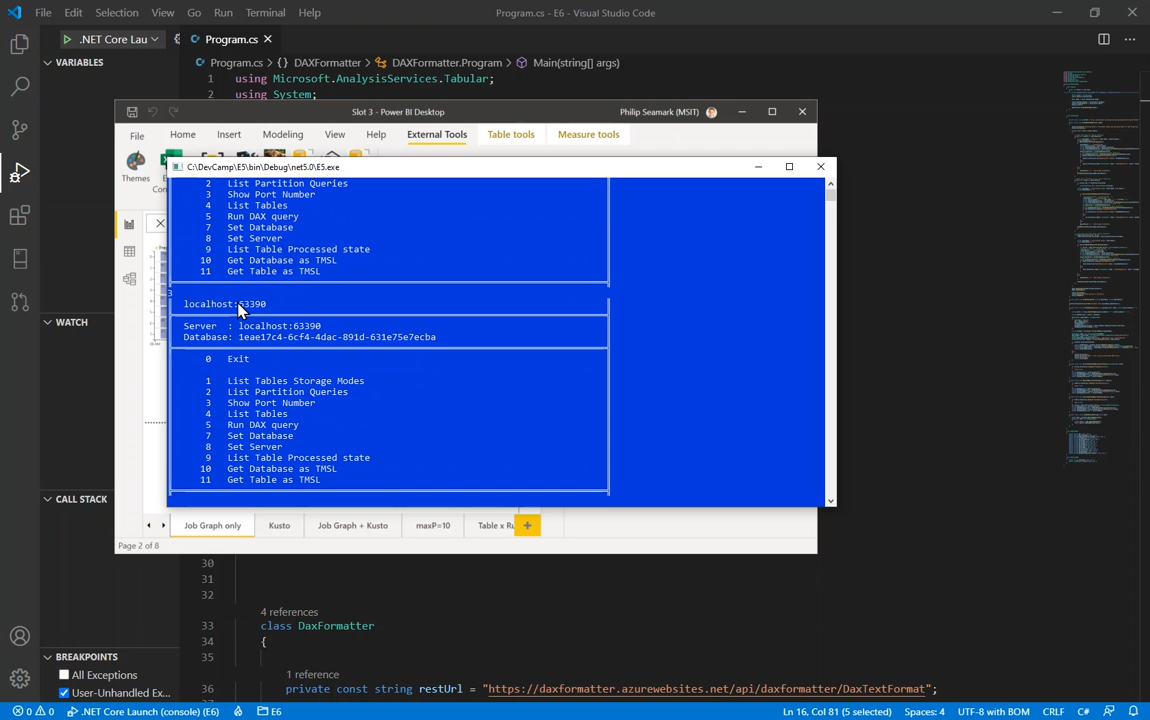 File Edit Selection View Go Run Terminal Help
Program.cs - E6 - Visual Studio Code
.NET Core Lau
Program.cs
VARIABLES
Program.cs > {} DAXFormatter > DAXFormatter.Program > Main(string[] args)
1 using Microsoft.AnalysisServices.Tabular;
2 using System;
Slot 3 - Power BI Desktop
Philip Seamark (MSIT)
File Home Insert Modeling View Help External Tools Table tools Measure tools
Themes
C:\DevCamp\E5\bin\Debug\net5.0\E5.exe
2 List Partition Queries
3 Show Port Number
4 List Tables
5 Run DAX query
7 Set Database
8 Set Server
9 List Table Processed state
10 Get Database as TMSL
11 Get Table as TMSL
3
localhost:63390
Server : localhost:63390
Database: 1eae17c4-6cf4-4dac-891d-631e75e7ecba
0 Exit
1 List Tables Storage Modes
2 List Partition Queries
3 Show Port Number
4 List Tables
5 Run DAX query
7 Set Database
8 Set Server
9 List Table Processed state
10 Get Database as TMSL
11 Get Table as TMSL
WATCH
CALL STACK
Job Graph only Kusto Job Graph + Kusto maxP=10 Table x Ru
Page 2 of 8
30
31
32
4 references
33 class DaxFormatter
34 {
35
1 reference
36 private const string restUrl = "https://daxformatter.azurewebsites.net/api/daxformatter/DaxTextFormat";
BREAKPOINTS
All Exceptions
User-Unhandled Ex...
0 0 .NET Core Launch (console) (E6) E6
Ln 16, Col 81 (5 selected) Spaces: 4 UTF-8 with BOM CRLF C#